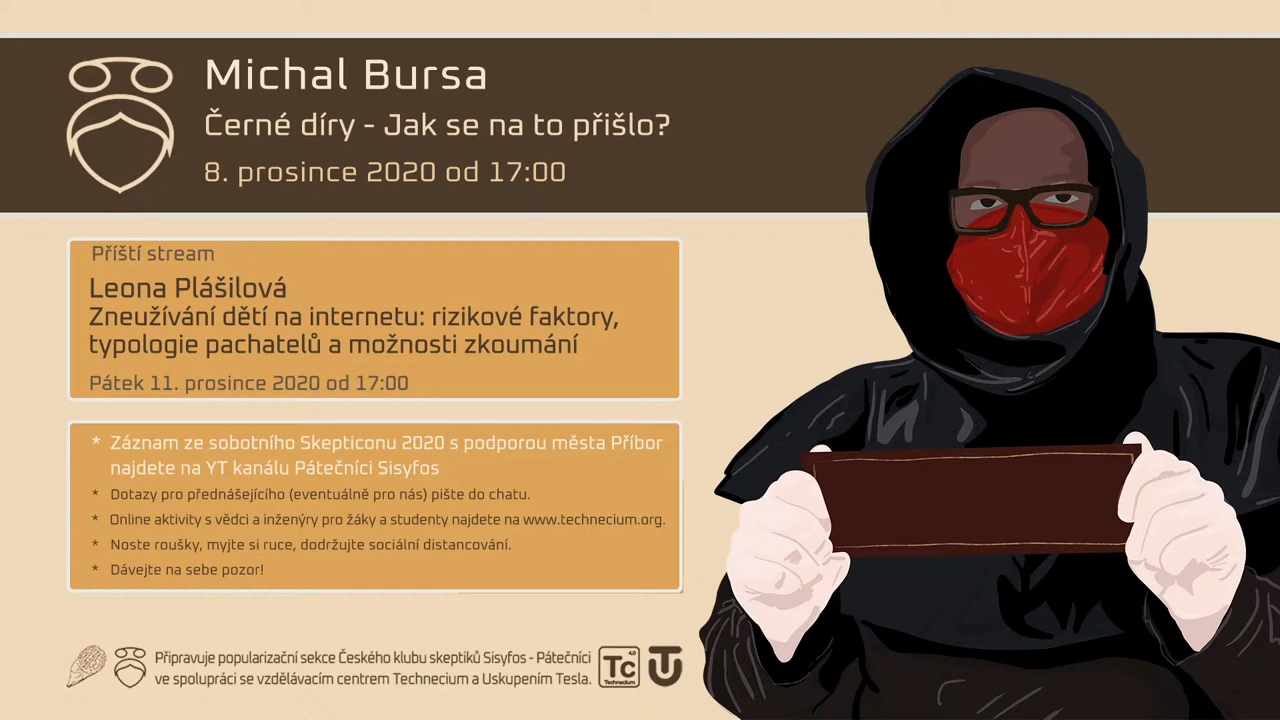 Michal Bursa
Černé díry - Jak se na to přišlo?
8. prosince 2020 od 17:00
Příští stream
Leona Plášilová
Zneužívání dětí na internetu: rizikové faktory,
typologie pachatelů a možnosti zkoumání
Pátek 11. prosince 2020 od 17:00
* Záznam ze sobotního Skepticonu 2020 s podporou města Příbor
najdete na YT kanálu Pátečníci Sisyfos
* Dotazy pro přednášejícího (eventuálně pro nás) pište do chatu.
* Online aktivity s vědci a inženýry pro žáky a studenty najdete na www.technecium.org.
* Noste roušky, myjte si ruce, dodržujte sociální distancování.
* Dávejte na sebe pozor!
Připravuje popularizační sekce Českého klubu skeptiků Sisyfos - Pátečníci
ve spolupráci se vzdělávacím centrem Technecium a Uskupením Tesla.
4.0
Tc
Technecium